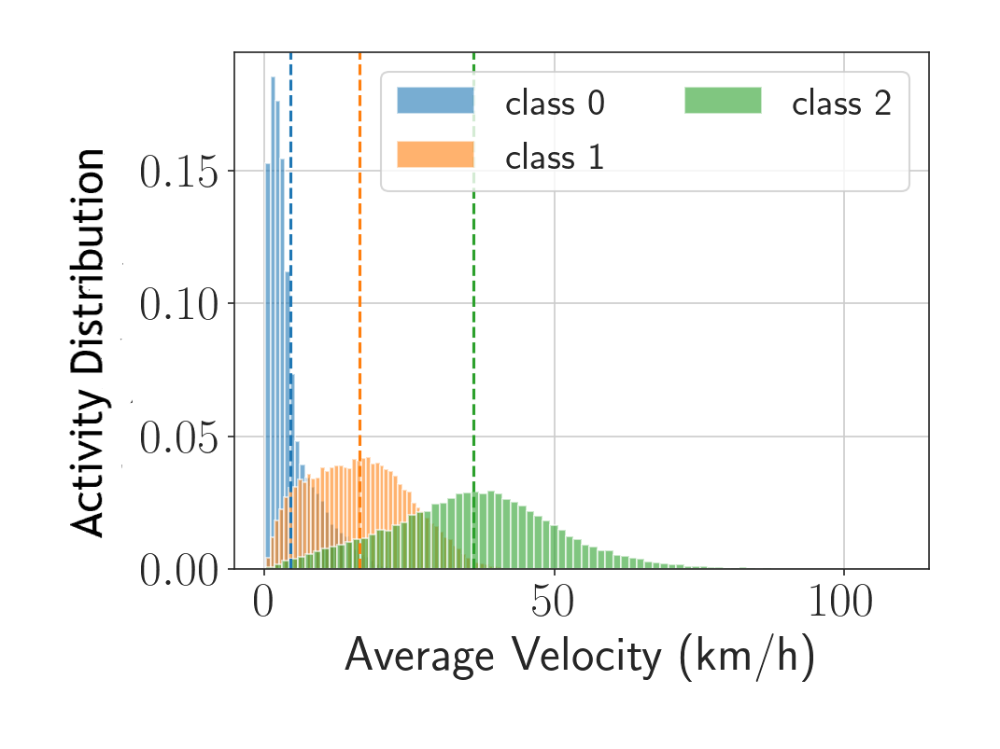 class 0
class 1
class 2
0.15
0.10
0.05
0.00
0
50
100
Activity Distribution
Average Velocity (km/h)